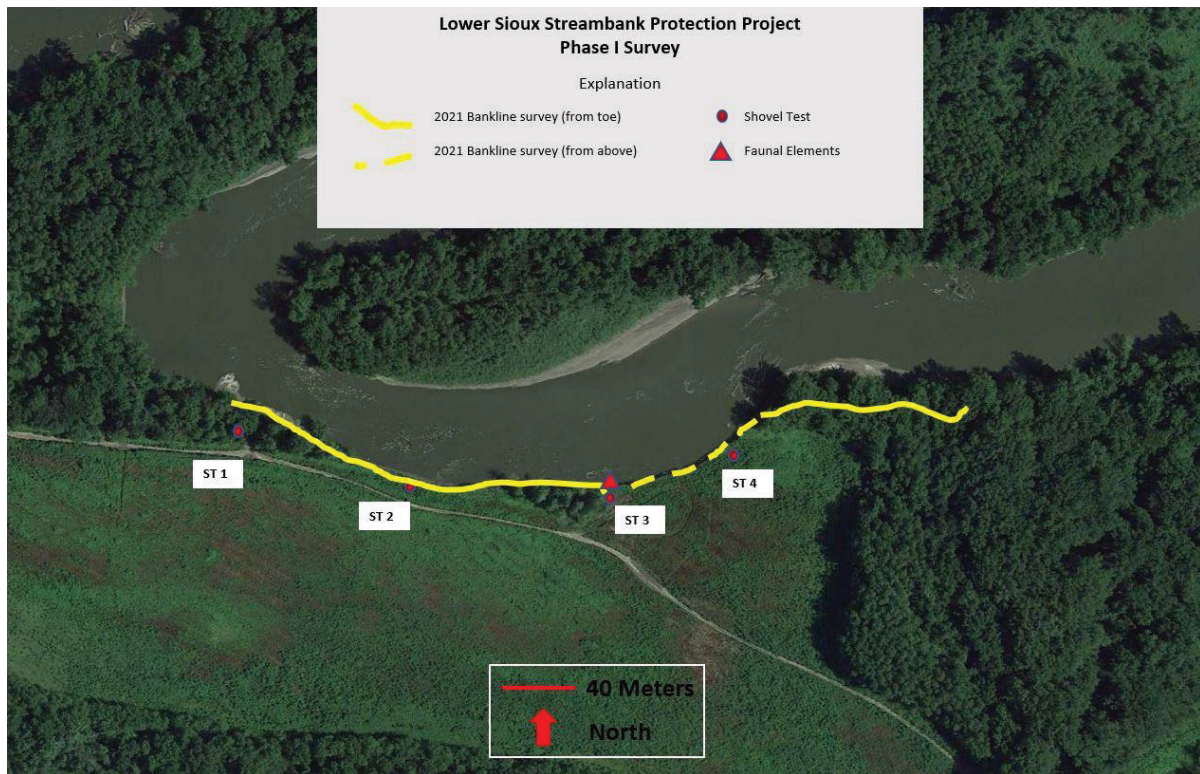 Lower Sioux Streambank Protection Project
Phase I Survey
Explanation
2021 Bankline survey (from toe)
Shovel Test
2021 Bankline survey (from above)
Faunal Elements
ST 1
ST 2
ST 3
ST 4
40 Meters
North